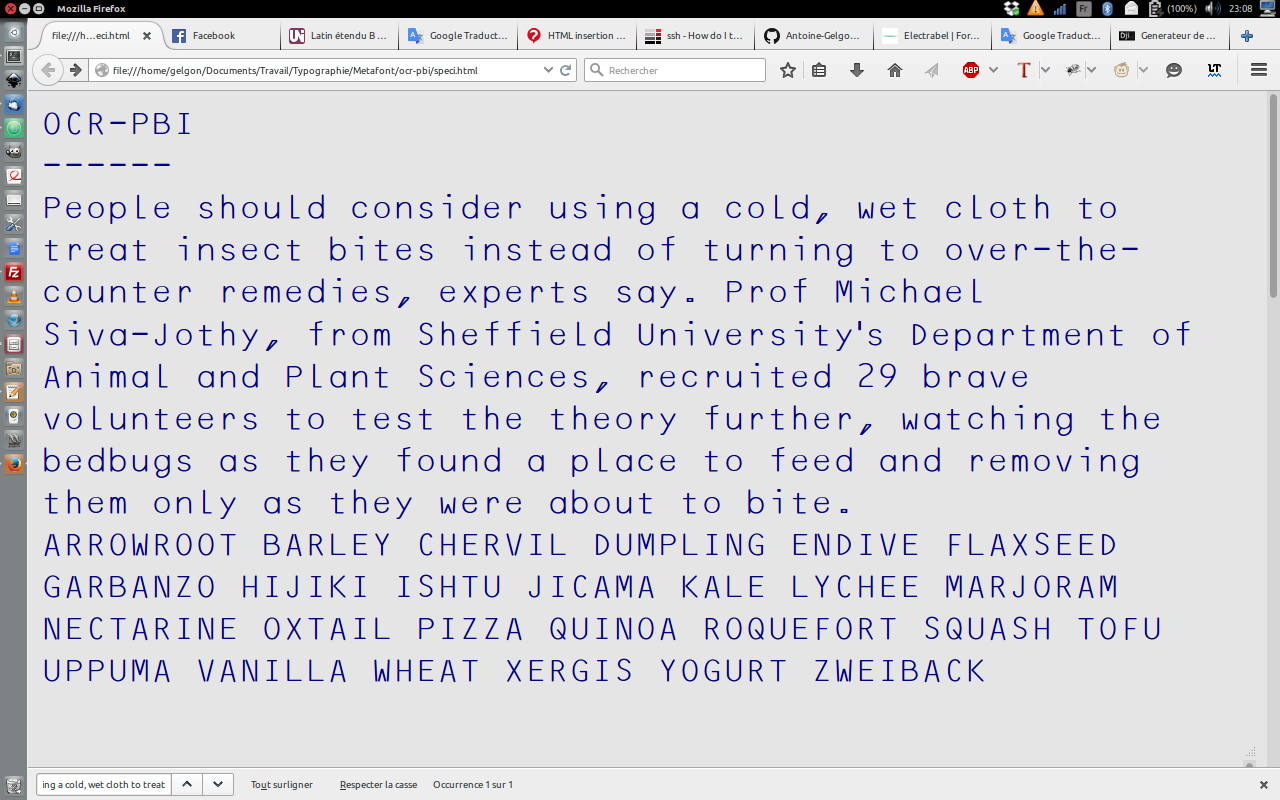 Mozilla Firefox
Fr
(100%)
23:08
file:///h...eci.html
Facebook
Latin étendu B ...
Google Traduct...
HTML insertion ...
ssh - How do I t...
Antoine-Gelgo...
Electrabel | For...
Google Traduct...
Generateur de ...
file:///home/gelgon/Documents/Travail/Typographie/Metafont/ocr-pbi/speci.html
Rechercher
ABP
T
LT
OCR-PBI
------
People should consider using a cold, wet cloth to
treat insect bites instead of turning to over-the-
counter remedies, experts say. Prof Michael
Siva-Jothy, from Sheffield University's Department of
Animal and Plant Sciences, recruited 29 brave
volunteers to test the theory further, watching the
bedbugs as they found a place to feed and removing
them only as they were about to bite.
ARROWROOT BARLEY CHERVIL DUMPLING ENDIVE FLAXSEED
GARBANZO HIJIKI ISHTU JICAMA KALE LYCHEE MARJORAM
NECTARINE OXTAIL PIZZA QUINOA ROQUEFORT SQUASH TOFU
UPPUMA VANILLA WHEAT XERGIS YOGURT ZWEIBACK
ing a cold, wet cloth to treat
Tout surligner
Respecter la casse
Occurrence 1 sur 1